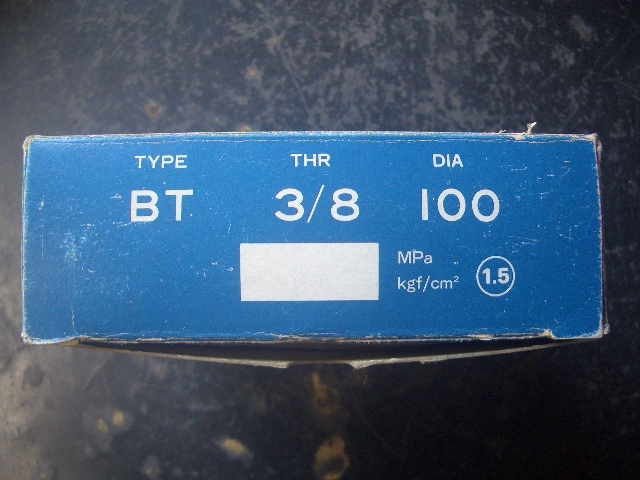 TYPE THR DIA
BT 3/8 100
MPa
kgf/cm² 1.5